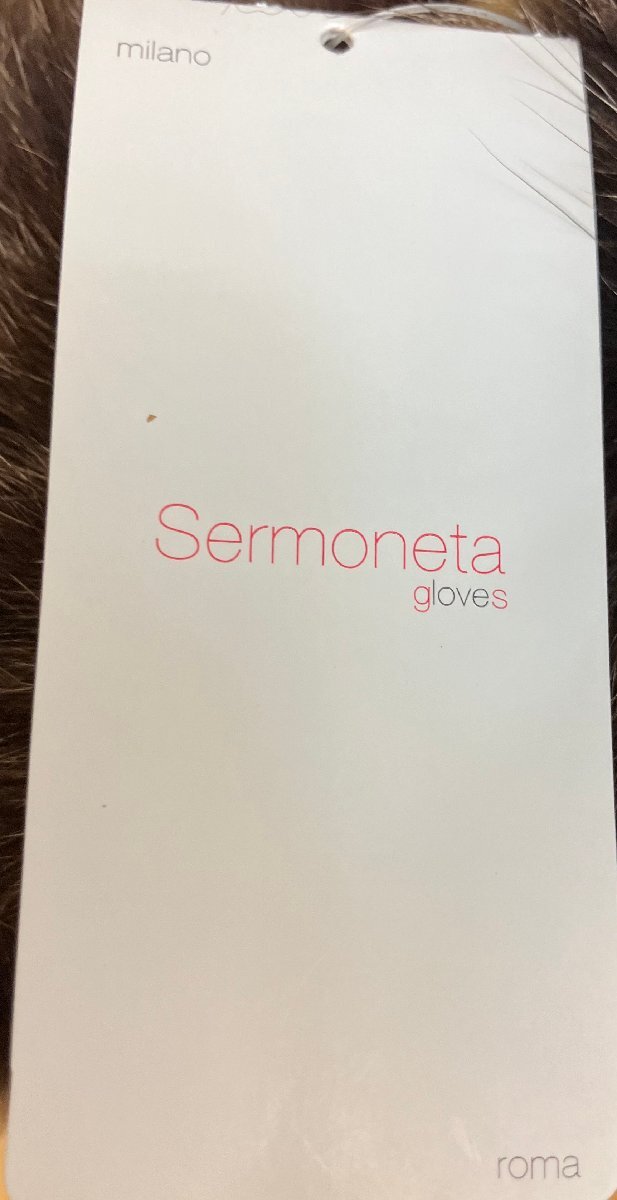 milano
Sermoneta
gloves
roma